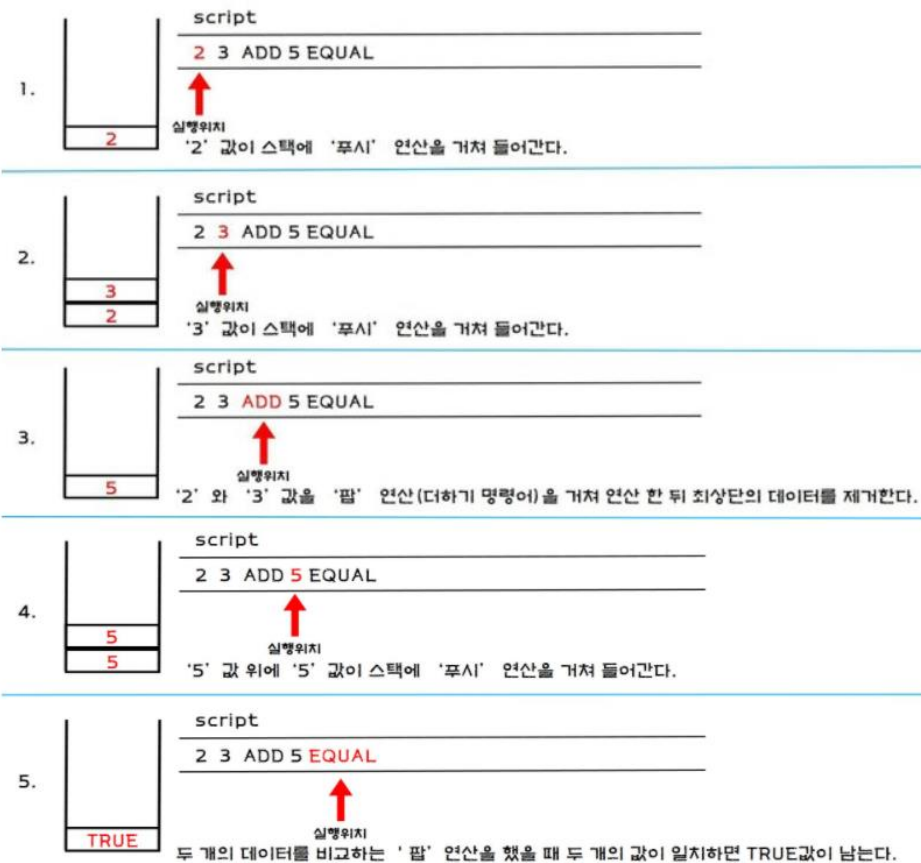 script
2 3 ADD 5 EQUAL
1.
2
실행위치
'2' 값이 스택에 '푸시' 연산을 거쳐 들어간다.
script
2 3 ADD 5 EQUAL
2.
3
2
실행위치
'3' 값이 스택에 '푸시' 연산을 거쳐 들어간다.
script
2 3 ADD 5 EQUAL
3.
5
실행위치
'2' 와 '3' 값을 '팝' 연산(더하기 명령어)을 거쳐 연산 한 뒤 최상단의 데이터를 제거한다.
script
2 3 ADD 5 EQUAL
4.
5
5
실행위치
'5' 값 위에 '5' 값이 스택에 '푸시' 연산을 거쳐 들어간다.
script
2 3 ADD 5 EQUAL
5.
TRUE
실행위치
두 개의 데이터를 비교하는 ' 팝' 연산을 했을 때 두 개의 값이 일치하면 TRUE값이 남는다.